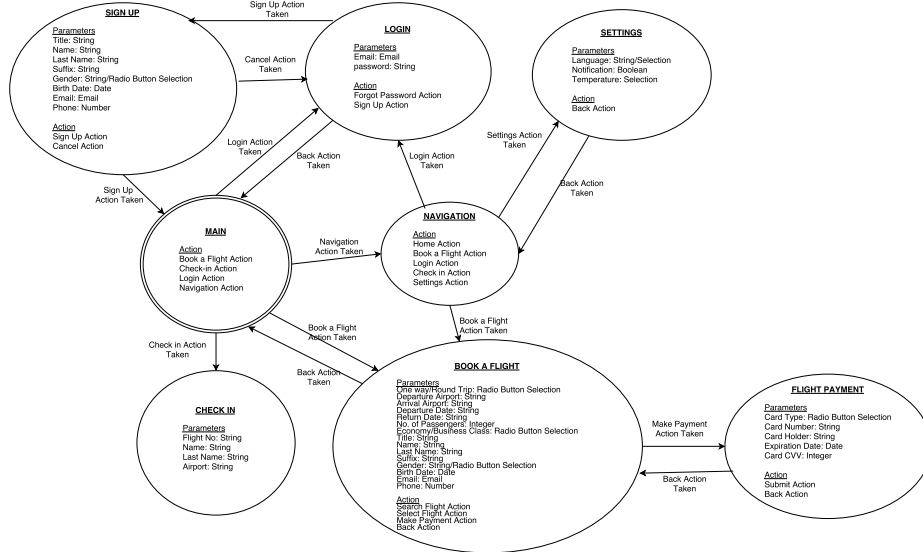 SIGN UP
Parameters
Title: String
Name: String
Last Name: String
Suffix: String
Gender: String/Radio Button Selection
Birth Date: Date
Email: Email
Phone: Number
Action
Sign Up Action
Cancel Action
Sign Up Action
Taken
Cancel Action
Taken
LOGIN
Parameters
Email: Email
password: String
Action
Forgot Password Action
Sign Up Action
SETTINGS
Parameters
Language: String/Selection
Notification: Boolean
Temperature: Selection
Action
Back Action
Sign Up
Action Taken
Login Action
Taken
Back Action
Taken
Login Action
Taken
Settings Action
Taken
Back Action
Taken
MAIN
Action
Book a Flight Action
Check-in Action
Login Action
Navigation Action
Navigation
Action Taken
NAVIGATION
Action
Home Action
Book a Flight Action
Login Action
Check in Action
Settings Action
Check in Action
Taken
Book a Flight
Action Taken
Back Action
Taken
Book a Flight
Action Taken
CHECK IN
Parameters
Flight No: String
Name: String
Last Name: String
Airport: String
BOOK A FLIGHT
Parameters
One way/Round Trip: Radio Button Selection
Departure Airport: String
Arrival Airport: String
Departure Date: String
Return Date: String
No. of Passengers: Integer
Economy/Business Class: Radio Button Selection
Title: String
Name: String
Last Name: String
Suffix: String
Gender: String/Radio Button Selection
Birth Date: Date
Email: Email
Phone: Number
Action
Search Flight Action
Select Flight Action
Make Payment Action
Back Action
Make Payment
Action Taken
Back Action
Taken
FLIGHT PAYMENT
Parameters
Card Type: Radio Button Selection
Card Number: String
Card Holder: String
Expiration Date: Date
Card CVV: Integer
Action
Submit Action
Back Action